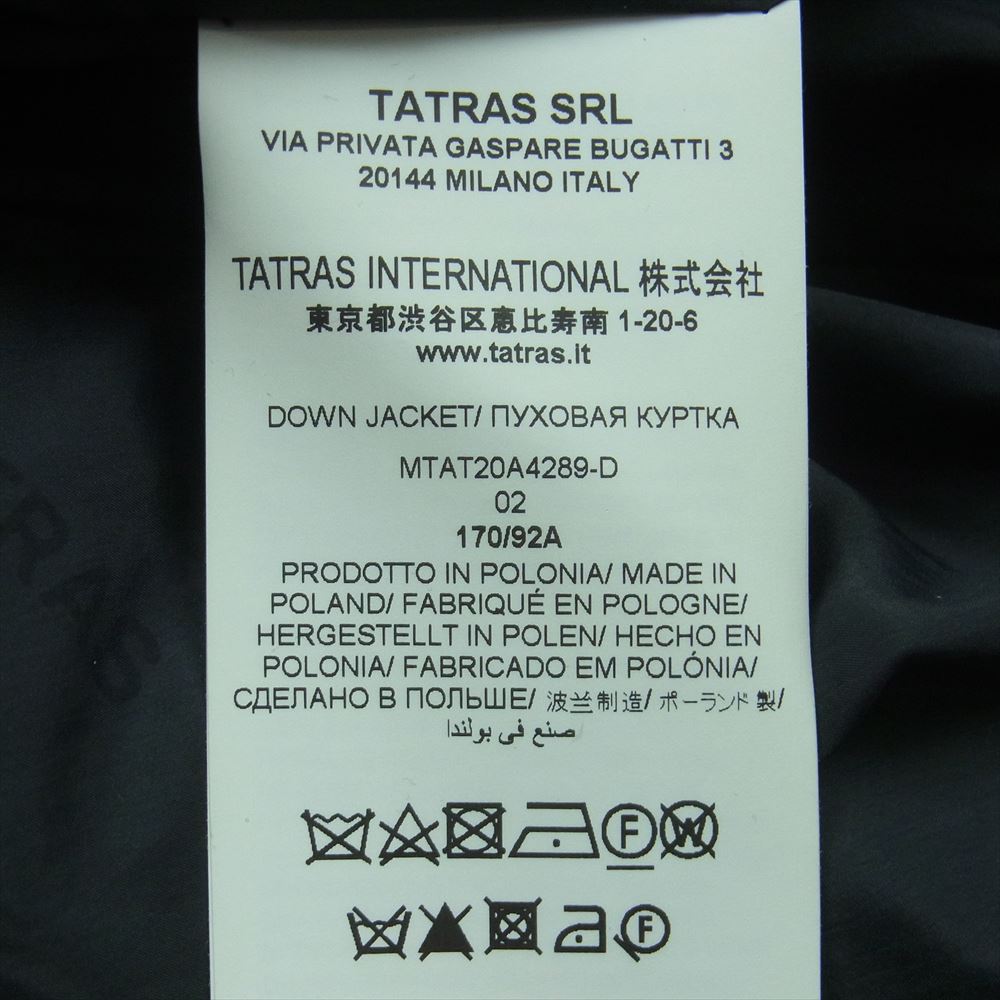 TATRAS SRL
VIA PRIVATA GASPARE BUGATTI 3
20144 MILANO ITALY
TATRAS INTERNATIONAL 株式会社
東京都渋谷区恵比寿南 1-20-6
www.tatras.it
DOWN JACKET/ ПУХОВАЯ КУРТКА
MTAT20A4289-D
02
170/92A
PRODOTTO IN POLONIA/ MADE IN
POLAND/ FABRIQUÉ EN POLOGNE/
HERGESTELLT IN POLEN/ HECHO EN
POLONIA/ FABRICADO EM POLÓNIA/
СДЕЛАНО В ПОЛЬШЕ/ 波兰制造/ ポーランド製/
صنع في بولندا
F W
F